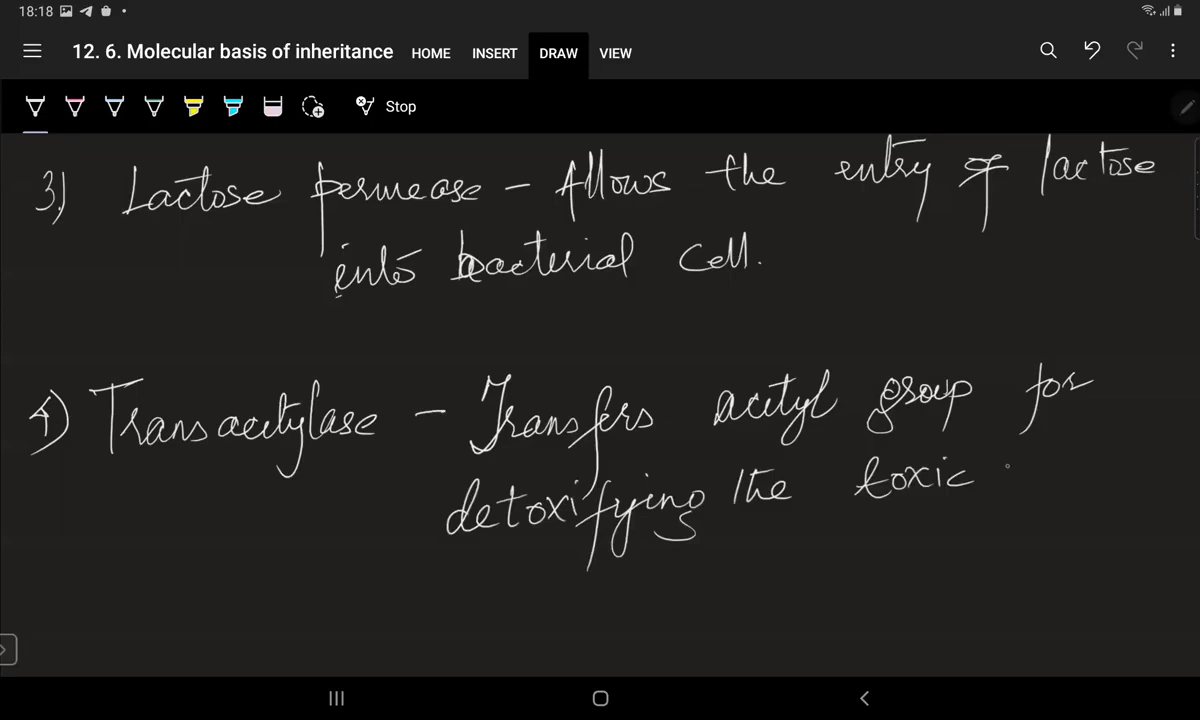 18:18
12. 6. Molecular basis of inheritance HOME INSERT DRAW VIEW
Stop
3) Lactose permease - Allows the entry of lactose
into bacterial cell.
4) Transacetylase - Transfers acetyl group for
detoxifying the toxic